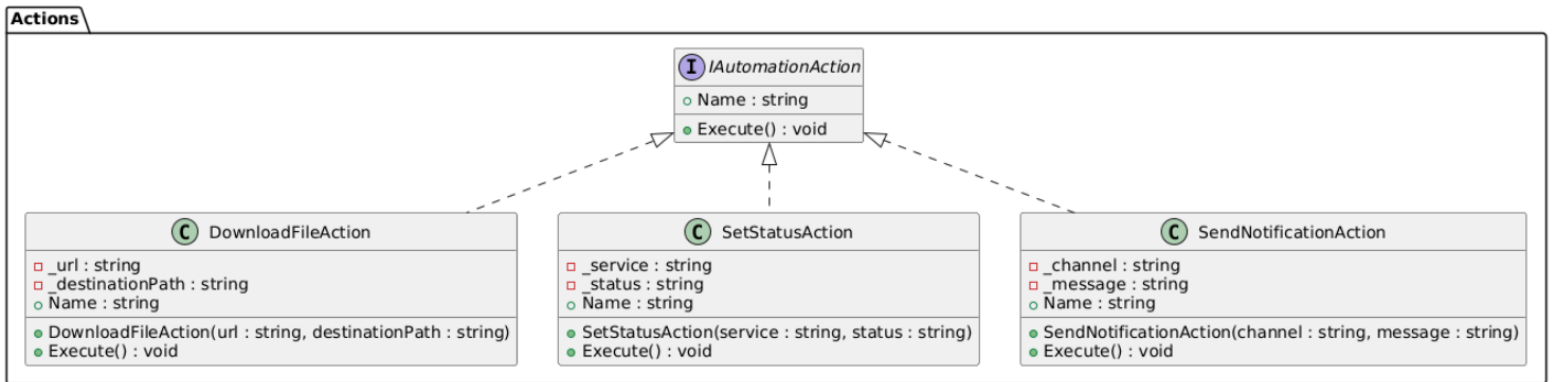 Actions
I IAutomationAction
Name : string
Execute() : void
C DownloadFileAction
_url : string
_destinationPath : string
Name : string
DownloadFileAction(url : string, destinationPath : string)
Execute() : void
C SetStatusAction
_service : string
_status : string
Name : string
SetStatusAction(service : string, status : string)
Execute() : void
C SendNotificationAction
_channel : string
_message : string
Name : string
SendNotificationAction(channel : string, message : string)
Execute() : void